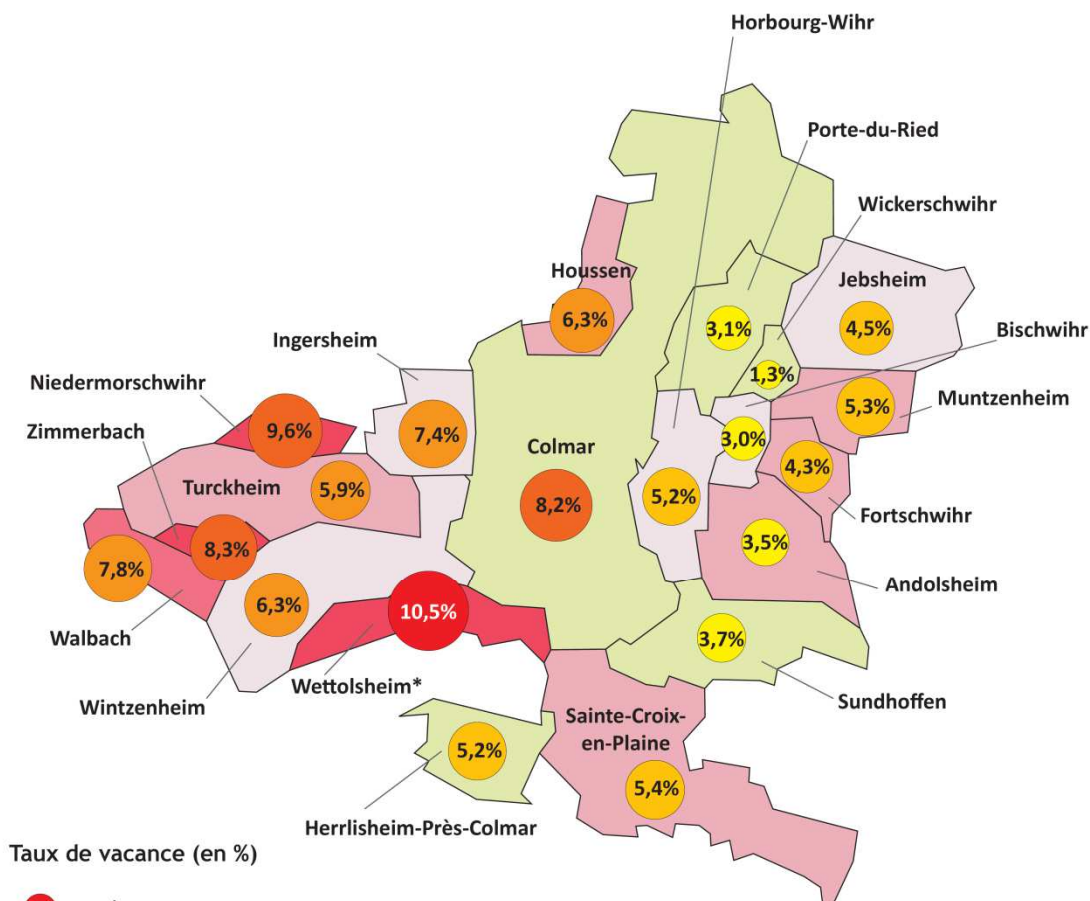 Horbourg-Wihr
Porte-du-Ried
Wickerschwihr
Houssen
6,3%
Jebsheim
4,5%
Bischwihr
3,1%
1,3%
Ingersheim
7,4%
Niedermorschwihr
9,6%
Zimmerbach
5,3%
Muntzenheim
3,0%
4,3%
Fortschwihr
Colmar
8,2%
5,2%
Turckheim
5,9%
8,3%
7,8%
Walbach
3,5%
Andolsheim
6,3%
Wintzenheim
10,5%
Wettolsheim*
3,7%
Sundhoffen
Sainte-Croix-
en-Plaine
5,4%
5,2%
Herrlisheim-Près-Colmar
Taux de vacance (en %)